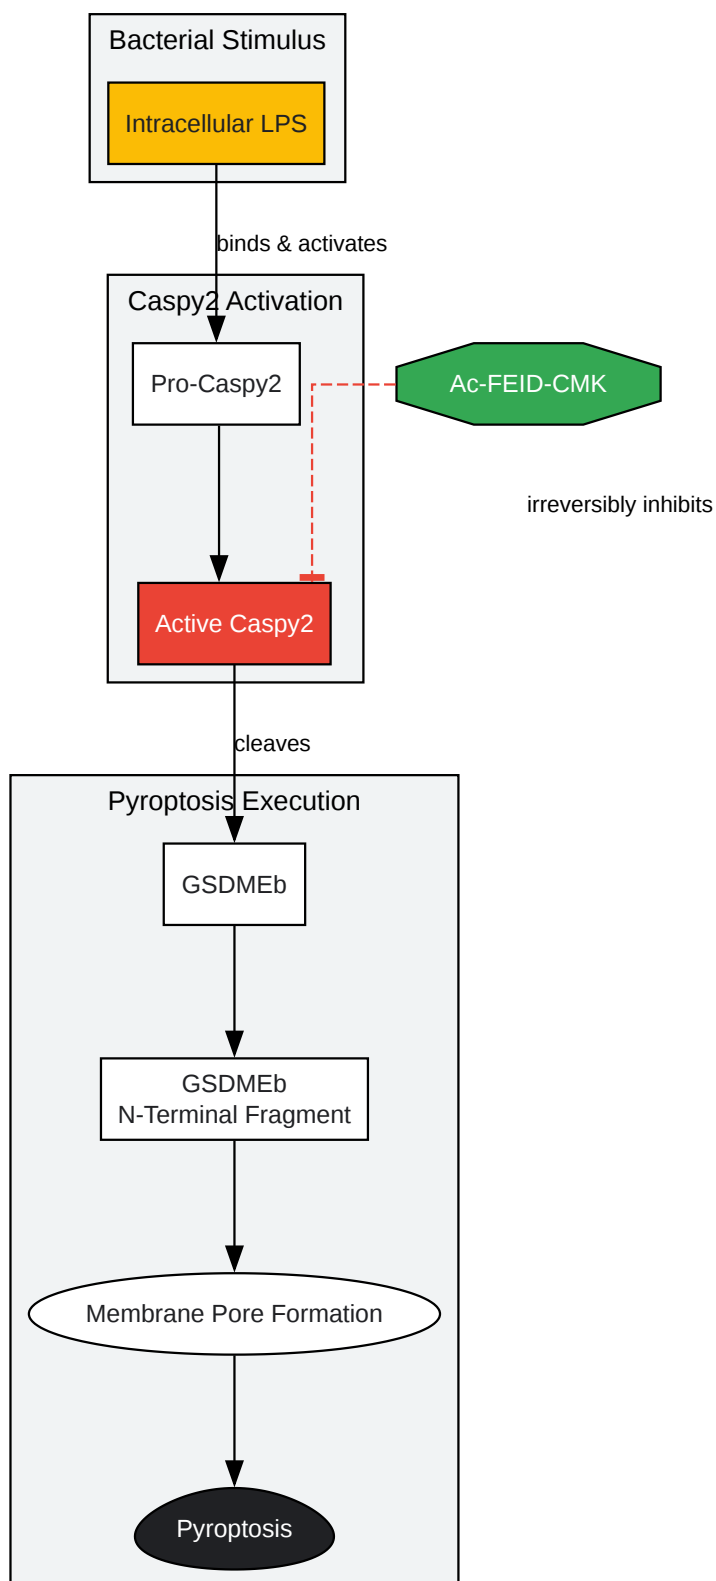 Bacterial Stimulus
Intracellular LPS
binds & activates
Caspy2 Activation
Pro-Caspy2
Ac-FEID-CMK
irreversibly inhibits
Active Caspy2
cleaves
Pyroptosis Execution
GSDMEb
GSDMEb
N-Terminal Fragment
Membrane Pore Formation
Pyroptosis